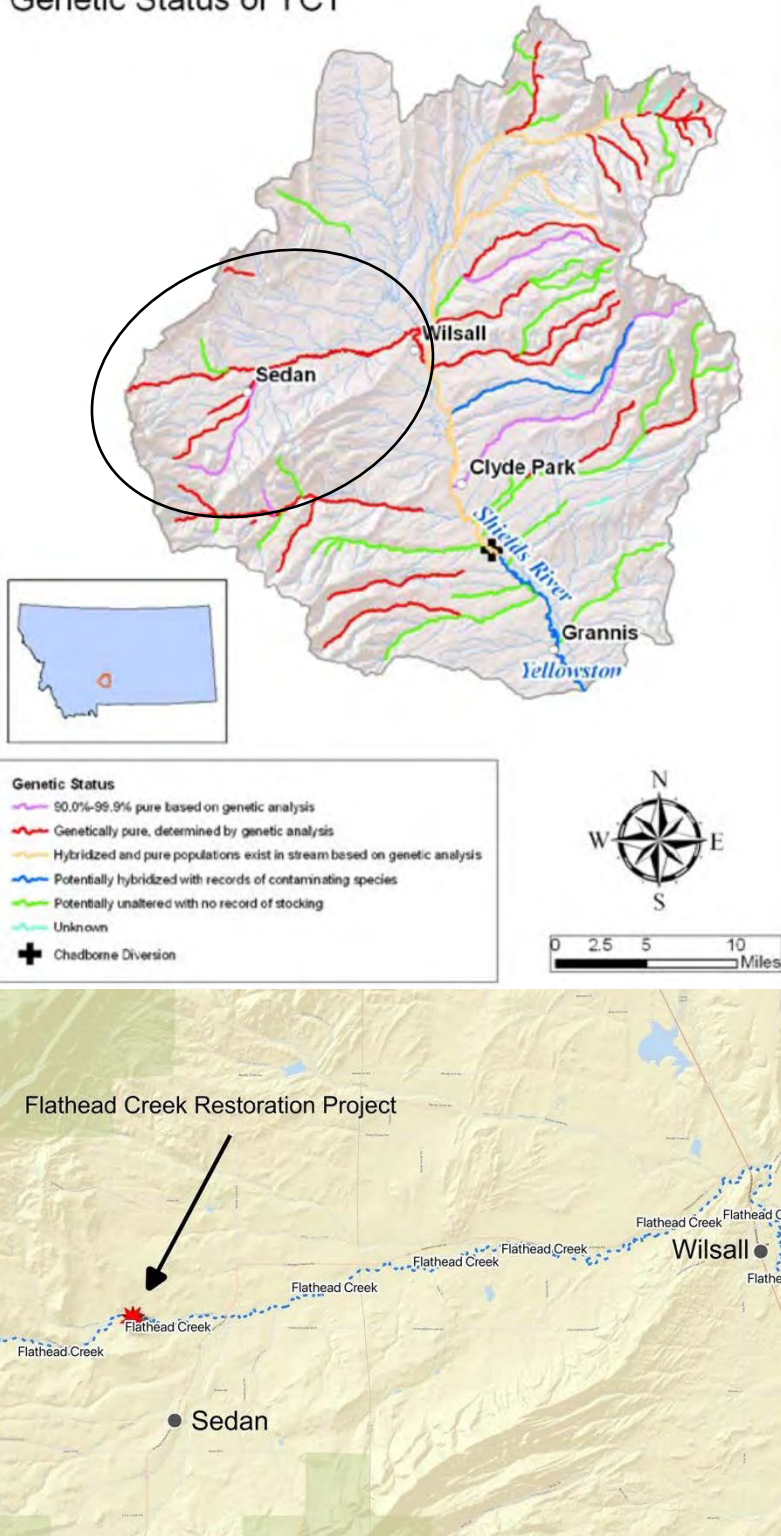 Genetic Status of YCT
Wilsall
Sedan
Clyde Park
Shields River
Grannis
Yellowston
Genetic Status
90.0%-99.9% pure based on genetic analysis
Genetically pure, determined by genetic analysis
Hybridized and pure populations exist in stream based on genetic analysis
Potentially hybridized with records of contaminating species
Potentially unaltered with no record of stocking
Unknown
Chadborne Diversion
N
W E
S
0 2.5 5 10
Miles
Flathead Creek Restoration Project
Flathead C
Flathead Creek
Wilsall
Flathead Creek
Flathead Creek
Flathe
Flathead Creek
Flathead Creek
Flathead Creek
Sedan